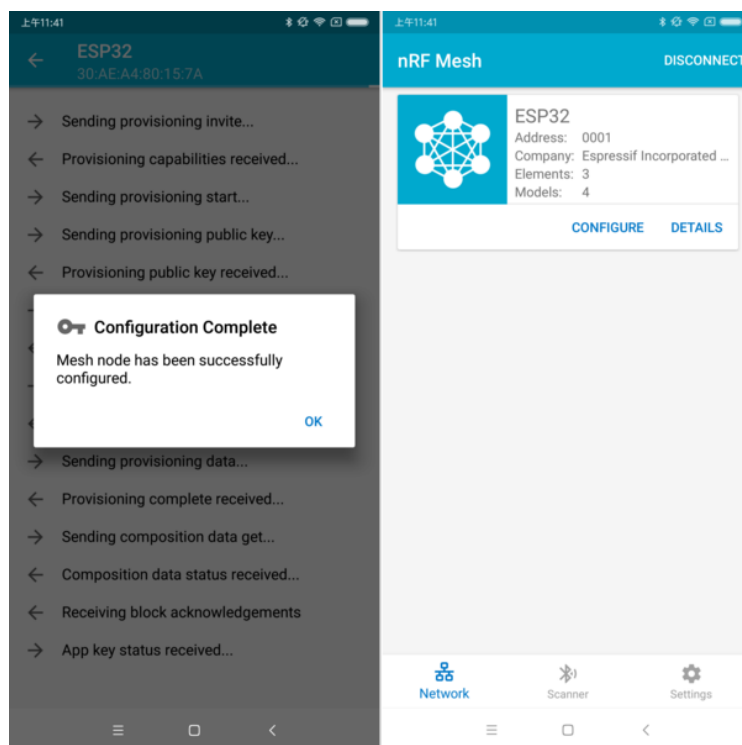 上午11:41
ESP32
30:AE:A4:80:15:7A
Sending provisioning invite...
Provisioning capabilities received...
Sending provisioning start...
Sending provisioning public key...
Provisioning public key received...
Configuration Complete
Mesh node has been successfully
configured.
OK
Sending provisioning data...
Provisioning complete received...
Sending composition data get...
Composition data status received...
Receiving block acknowledgements
App key status received...
上午11:41
nRF Mesh
DISCONNECT
ESP32
Address: 0001
Company: Espressif Incorporated ...
Elements: 3
Models: 4
CONFIGURE DETAILS
Network Scanner Settings